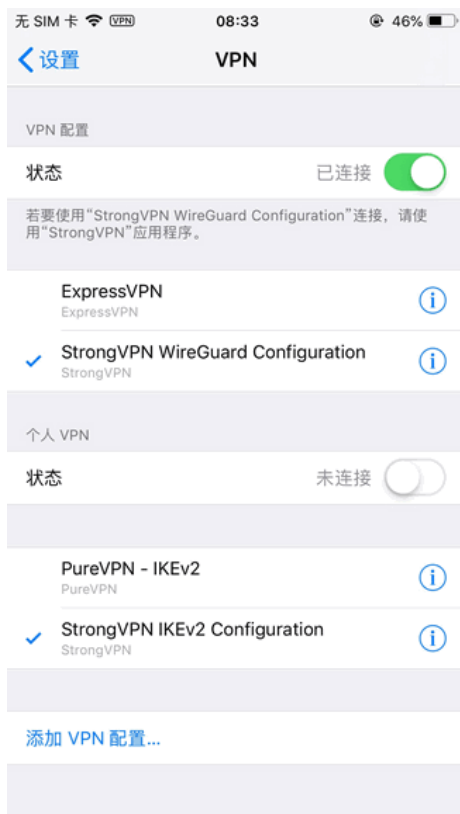 无 SIM 卡 VPN 08:33 46%
设置 VPN
VPN 配置
状态 已连接
若要使用“StrongVPN WireGuard Configuration”连接，请使
用“StrongVPN”应用程序。
ExpressVPN
ExpressVPN
StrongVPN WireGuard Configuration
StrongVPN
个人 VPN
状态 未连接
PureVPN - IKEv2
PureVPN
StrongVPN IKEv2 Configuration
StrongVPN
添加 VPN 配置...